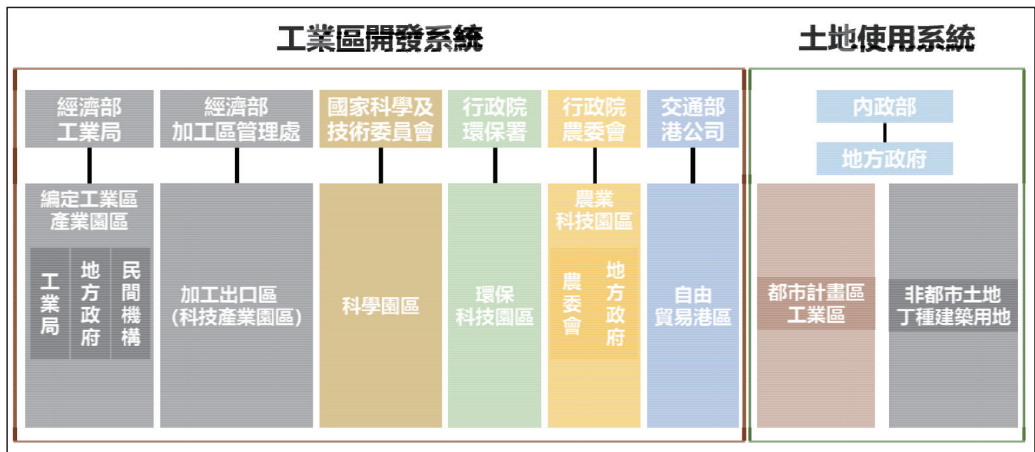 工業區開發系統
土地使用系統
經濟部
工業局
經濟部
加工區管理處
國家科學及
技術委員會
行政院
環保署
行政院
農委會
交通部
港公司
內政部
地方政府
編定工業區
產業園區
工業局
地方政府
民間機構
加工出口區
(科技產業園區)
科學園區
環保
科技園區
農業
科技園區
農委會
地方政府
自由
貿易港區
都市計畫區
工業區
非都市土地
丁種建築用地